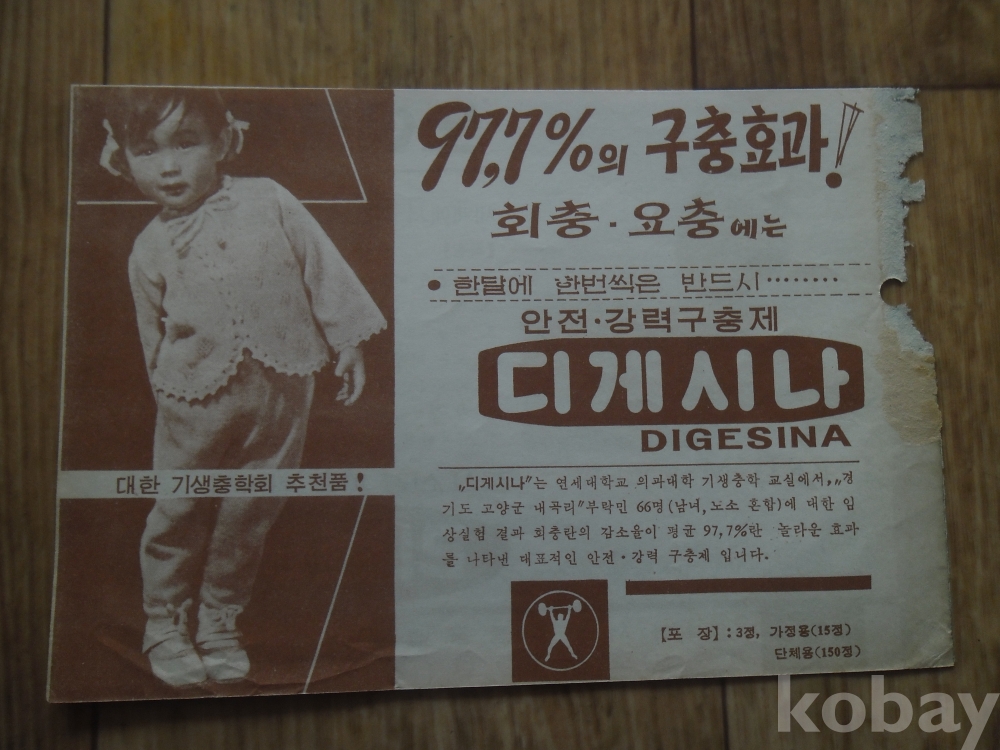 97,7%의 구충효과!!
회충·요충에는
• 한달에 한번씩은 반드시········
안전·강력구충제
디게시나
DIGESINA
대한 기생충학회 추천품!
„디게시나"는 연세대학교 의과대학 기생충학 교실에서, „경
기도 고양군 내곡리"부락민 66명(남녀, 노소 혼합)에 대한 임
상실험 결과 회충란의 감소율이 평균 97,7%란 놀라운 효과
를 나타낸 대표적인 안전·강력 구충제 입니다.
【포 장】: 3정, 가정용(15정)
단체용(150정)
kobay